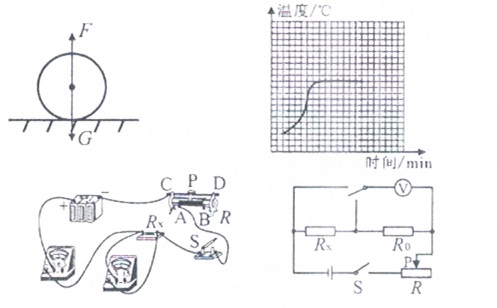 F
G
温度/℃
时间/min
C P D
A B R
+ −
Rx
S
V
Rx R0
P
S R